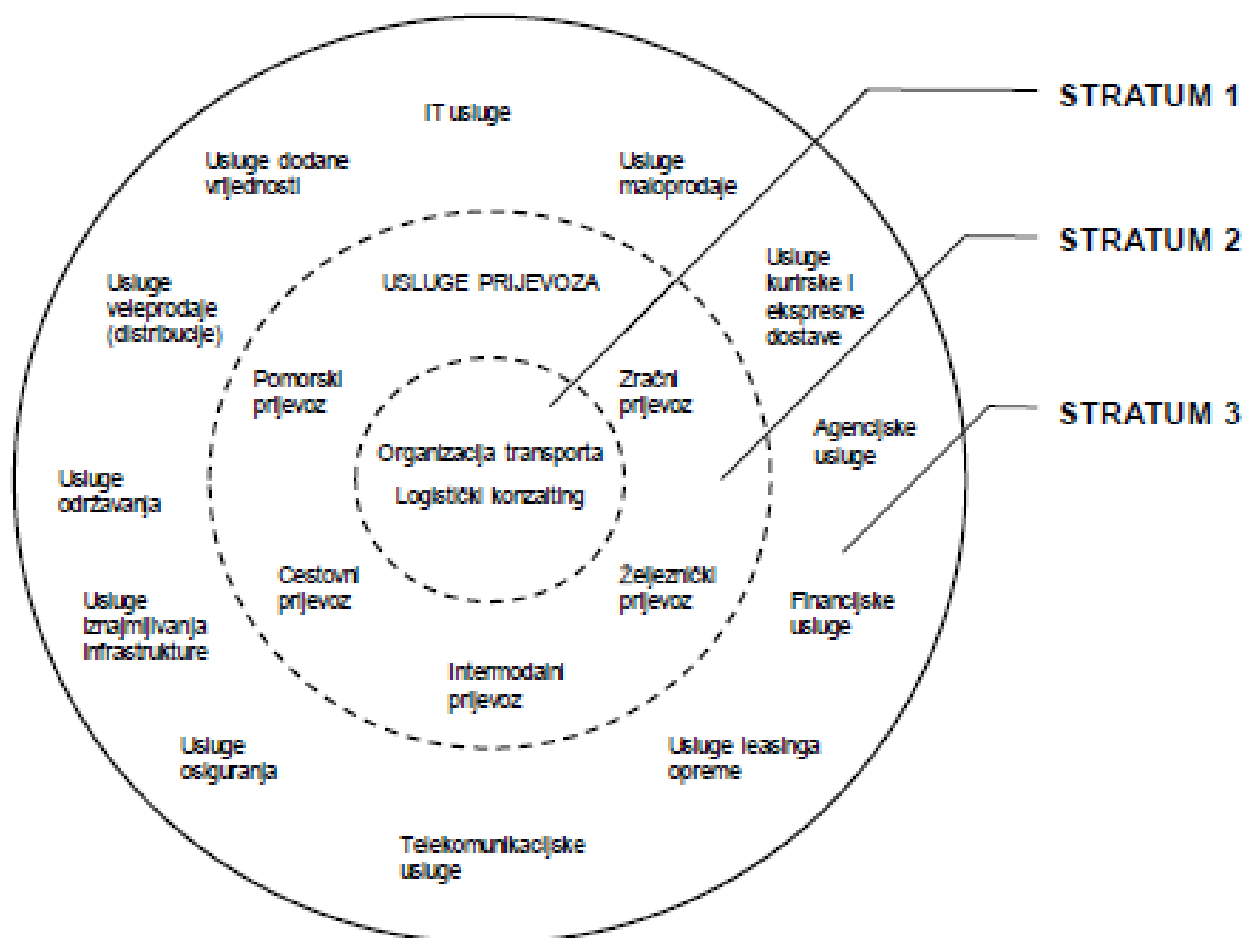 IT usluge
STRATUM 1
Usluge dodane
vrijednosti
Usluge
maloprodaje
STRATUM 2
USLUGE PRIJEVOZA
Usluge
kurirske i
ekspresne
dostave
Usluge
veleprodaje
(distribucije)
Pomorski
prijevoz
Zračni
prijevoz
STRATUM 3
Agencijske
usluge
Organizacija transporta
Logistički konzalting
Usluge
održavanja
Cestovni
prijevoz
Željeznički
prijevoz
Usluge
iznajmljivanja
infrastrukture
Financijske
usluge
Intermodalni
prijevoz
Usluge
osiguranja
Usluge leasinga
opreme
Telekomunikacijske
usluge